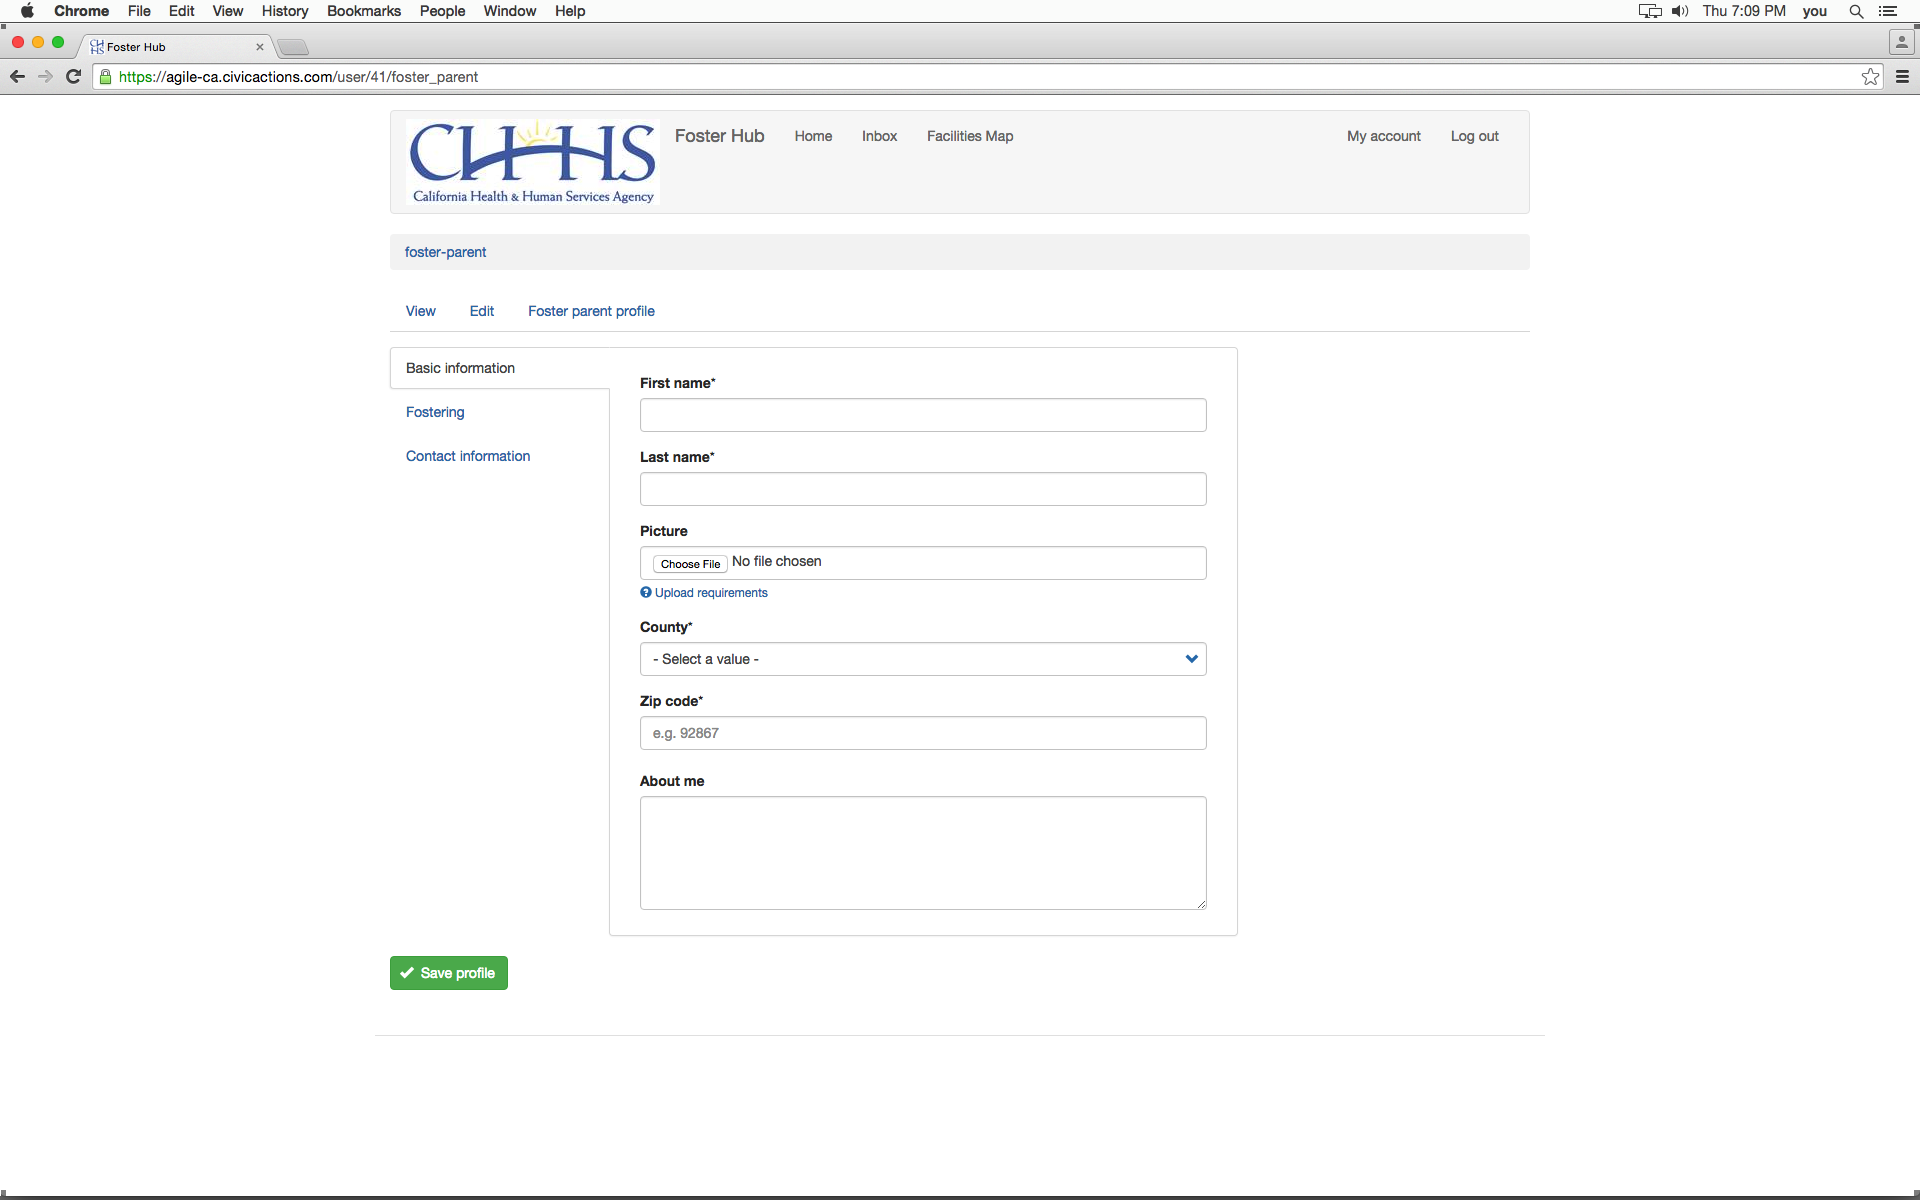 Chrome File Edit View History Bookmarks People Window Help Thu 7:09 PM you
Foster Hub
https://agile-ca.civicactions.com/user/41/foster_parent
CHHS
California Health & Human Services Agency
Foster Hub Home Inbox Facilities Map My account Log out
foster-parent
View Edit Foster parent profile
Basic information
Fostering
Contact information
First name*
Last name*
Picture
Choose File No file chosen
Upload requirements
County*
- Select a value -
Zip code*
e.g. 92867
About me
Save profile